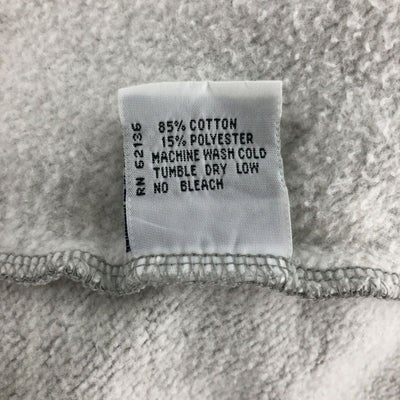 85% COTTON
15% POLYESTER
MACHINE WASH COLD
TUMBLE DRY LOW
NO BLEACH
RN 62136